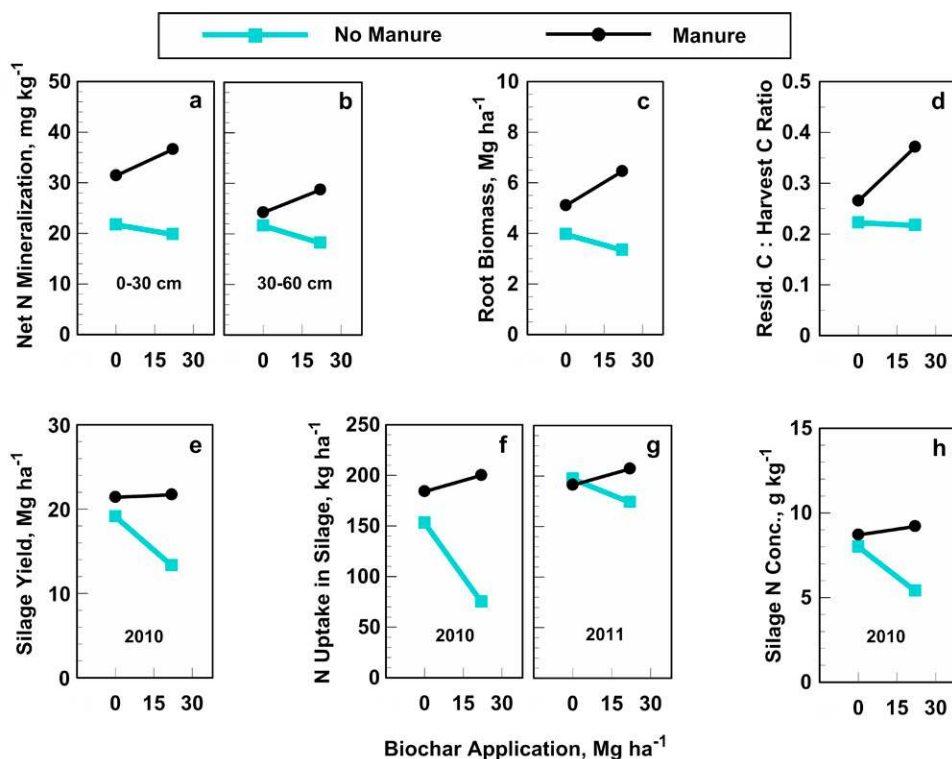 No Manure Manure
Net N Mineralization, mg kg⁻¹
50
40
30
20
10
0
a
0-30 cm
0 15 30
b
30-60 cm
0 15 30
Root Biomass, Mg ha⁻¹
10
8
6
4
2
0
c
0 15 30
Resid. C : Harvest C Ratio
0.5
0.4
0.3
0.2
0.1
0
d
0 15 30
Silage Yield, Mg ha⁻¹
30
20
10
0
e
2010
0 15 30
N Uptake in Silage, kg ha⁻¹
250
200
150
100
50
0
f
2010
0 15 30
g
2011
0 15 30
Silage N Conc., g kg⁻¹
15
10
5
0
h
2010
0 15 30
Biochar Application, Mg ha⁻¹